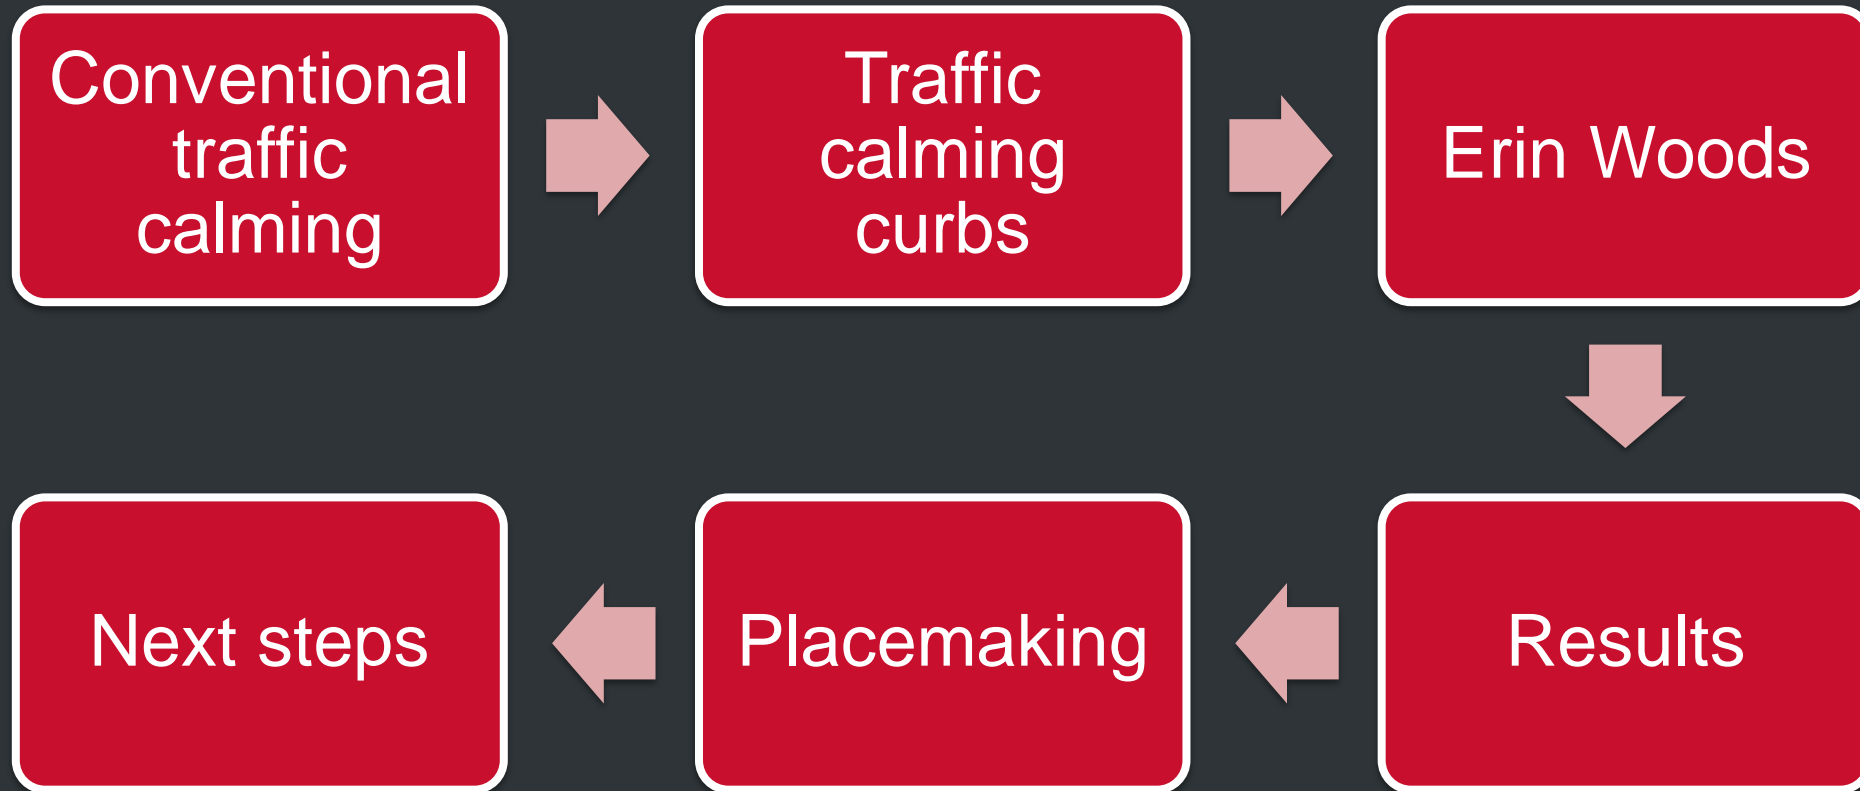 Conventional
traffic
calming
Traffic
calming
curbs
Erin Woods
Results
Placemaking
Next steps